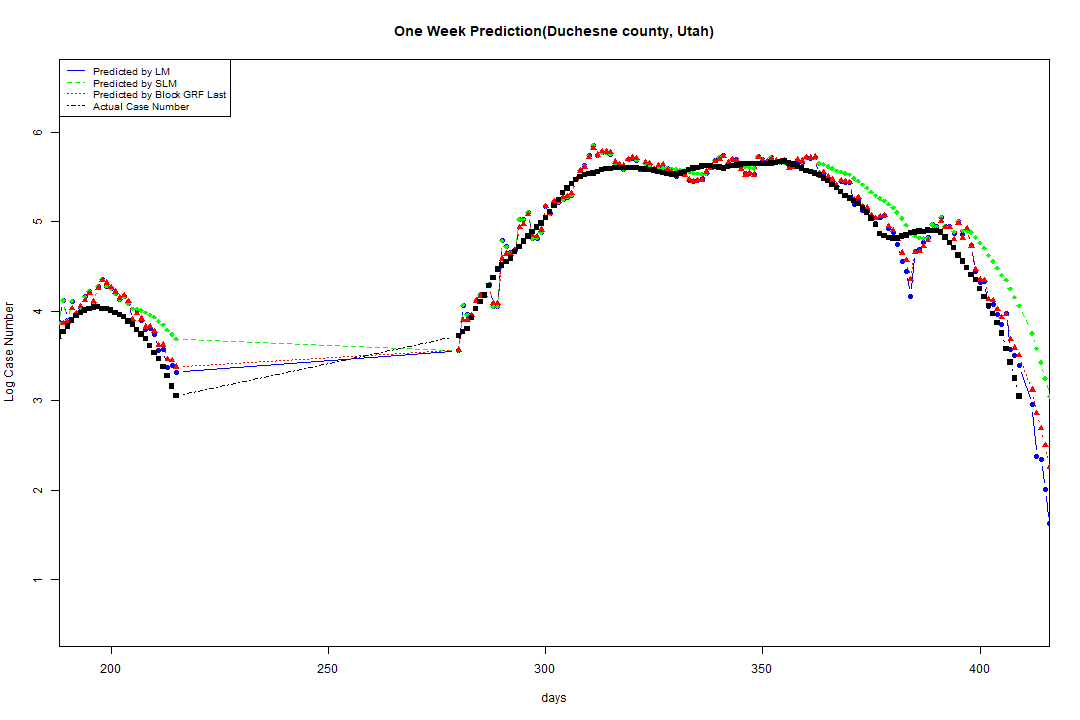 One Week Prediction(Duchesne county, Utah)
Predicted by LM
Predicted by SLM
Predicted by Block GRF Last
Actual Case Number
Log Case Number
6
5
4
3
2
1
200 250 300 350 400
days